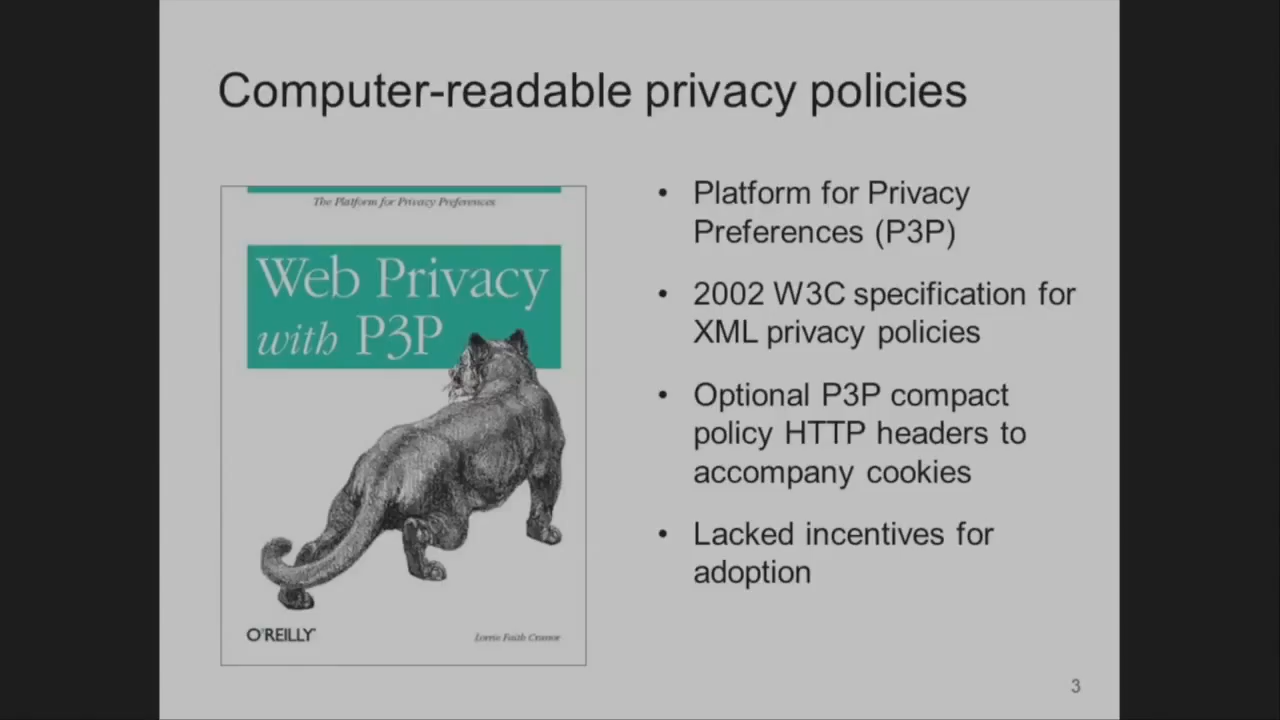 Computer-readable privacy policies
The Platform for Privacy Preferences
Web Privacy
with P3P
O'REILLY
Lorrie Faith Cranor
• Platform for Privacy
Preferences (P3P)
• 2002 W3C specification for
XML privacy policies
• Optional P3P compact
policy HTTP headers to
accompany cookies
• Lacked incentives for
adoption
3